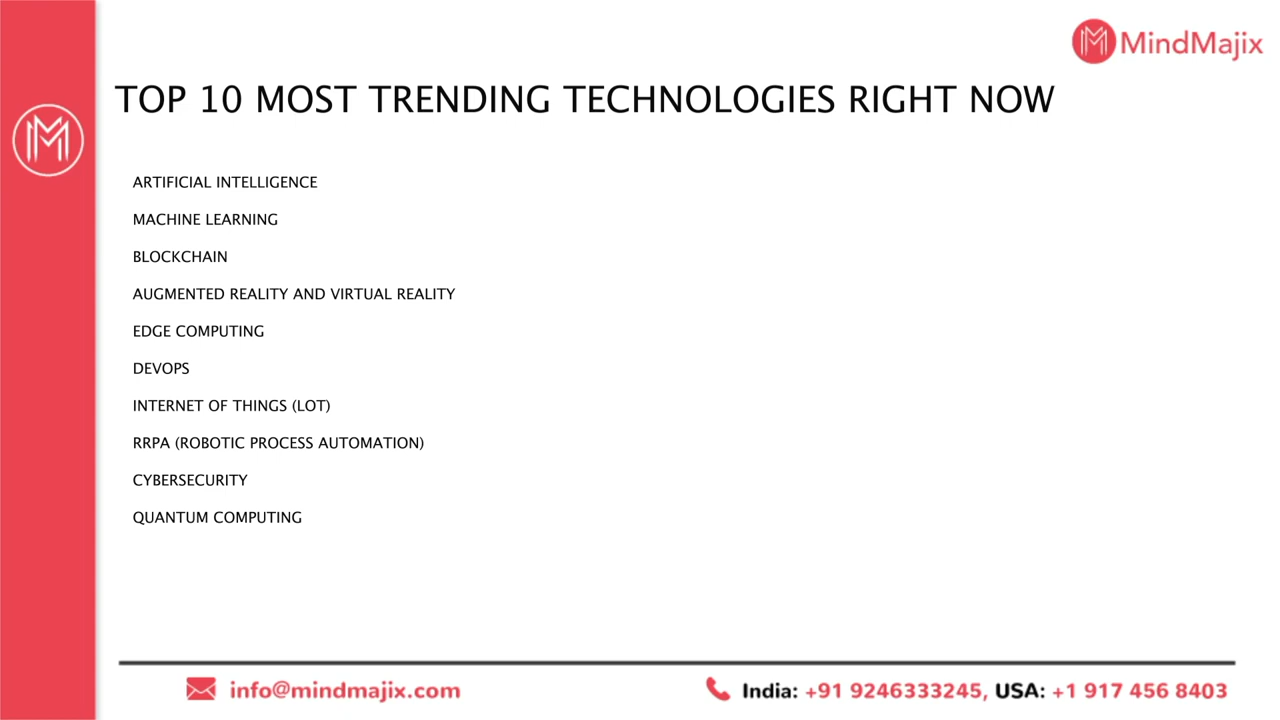 MindMajix
TOP 10 MOST TRENDING TECHNOLOGIES RIGHT NOW
ARTIFICIAL INTELLIGENCE
MACHINE LEARNING
BLOCKCHAIN
AUGMENTED REALITY AND VIRTUAL REALITY
EDGE COMPUTING
DEVOPS
INTERNET OF THINGS (LOT)
RRPA (ROBOTIC PROCESS AUTOMATION)
CYBERSECURITY
QUANTUM COMPUTING
info@mindmajix.com
India: +91 9246333245, USA: +1 917 456 8403